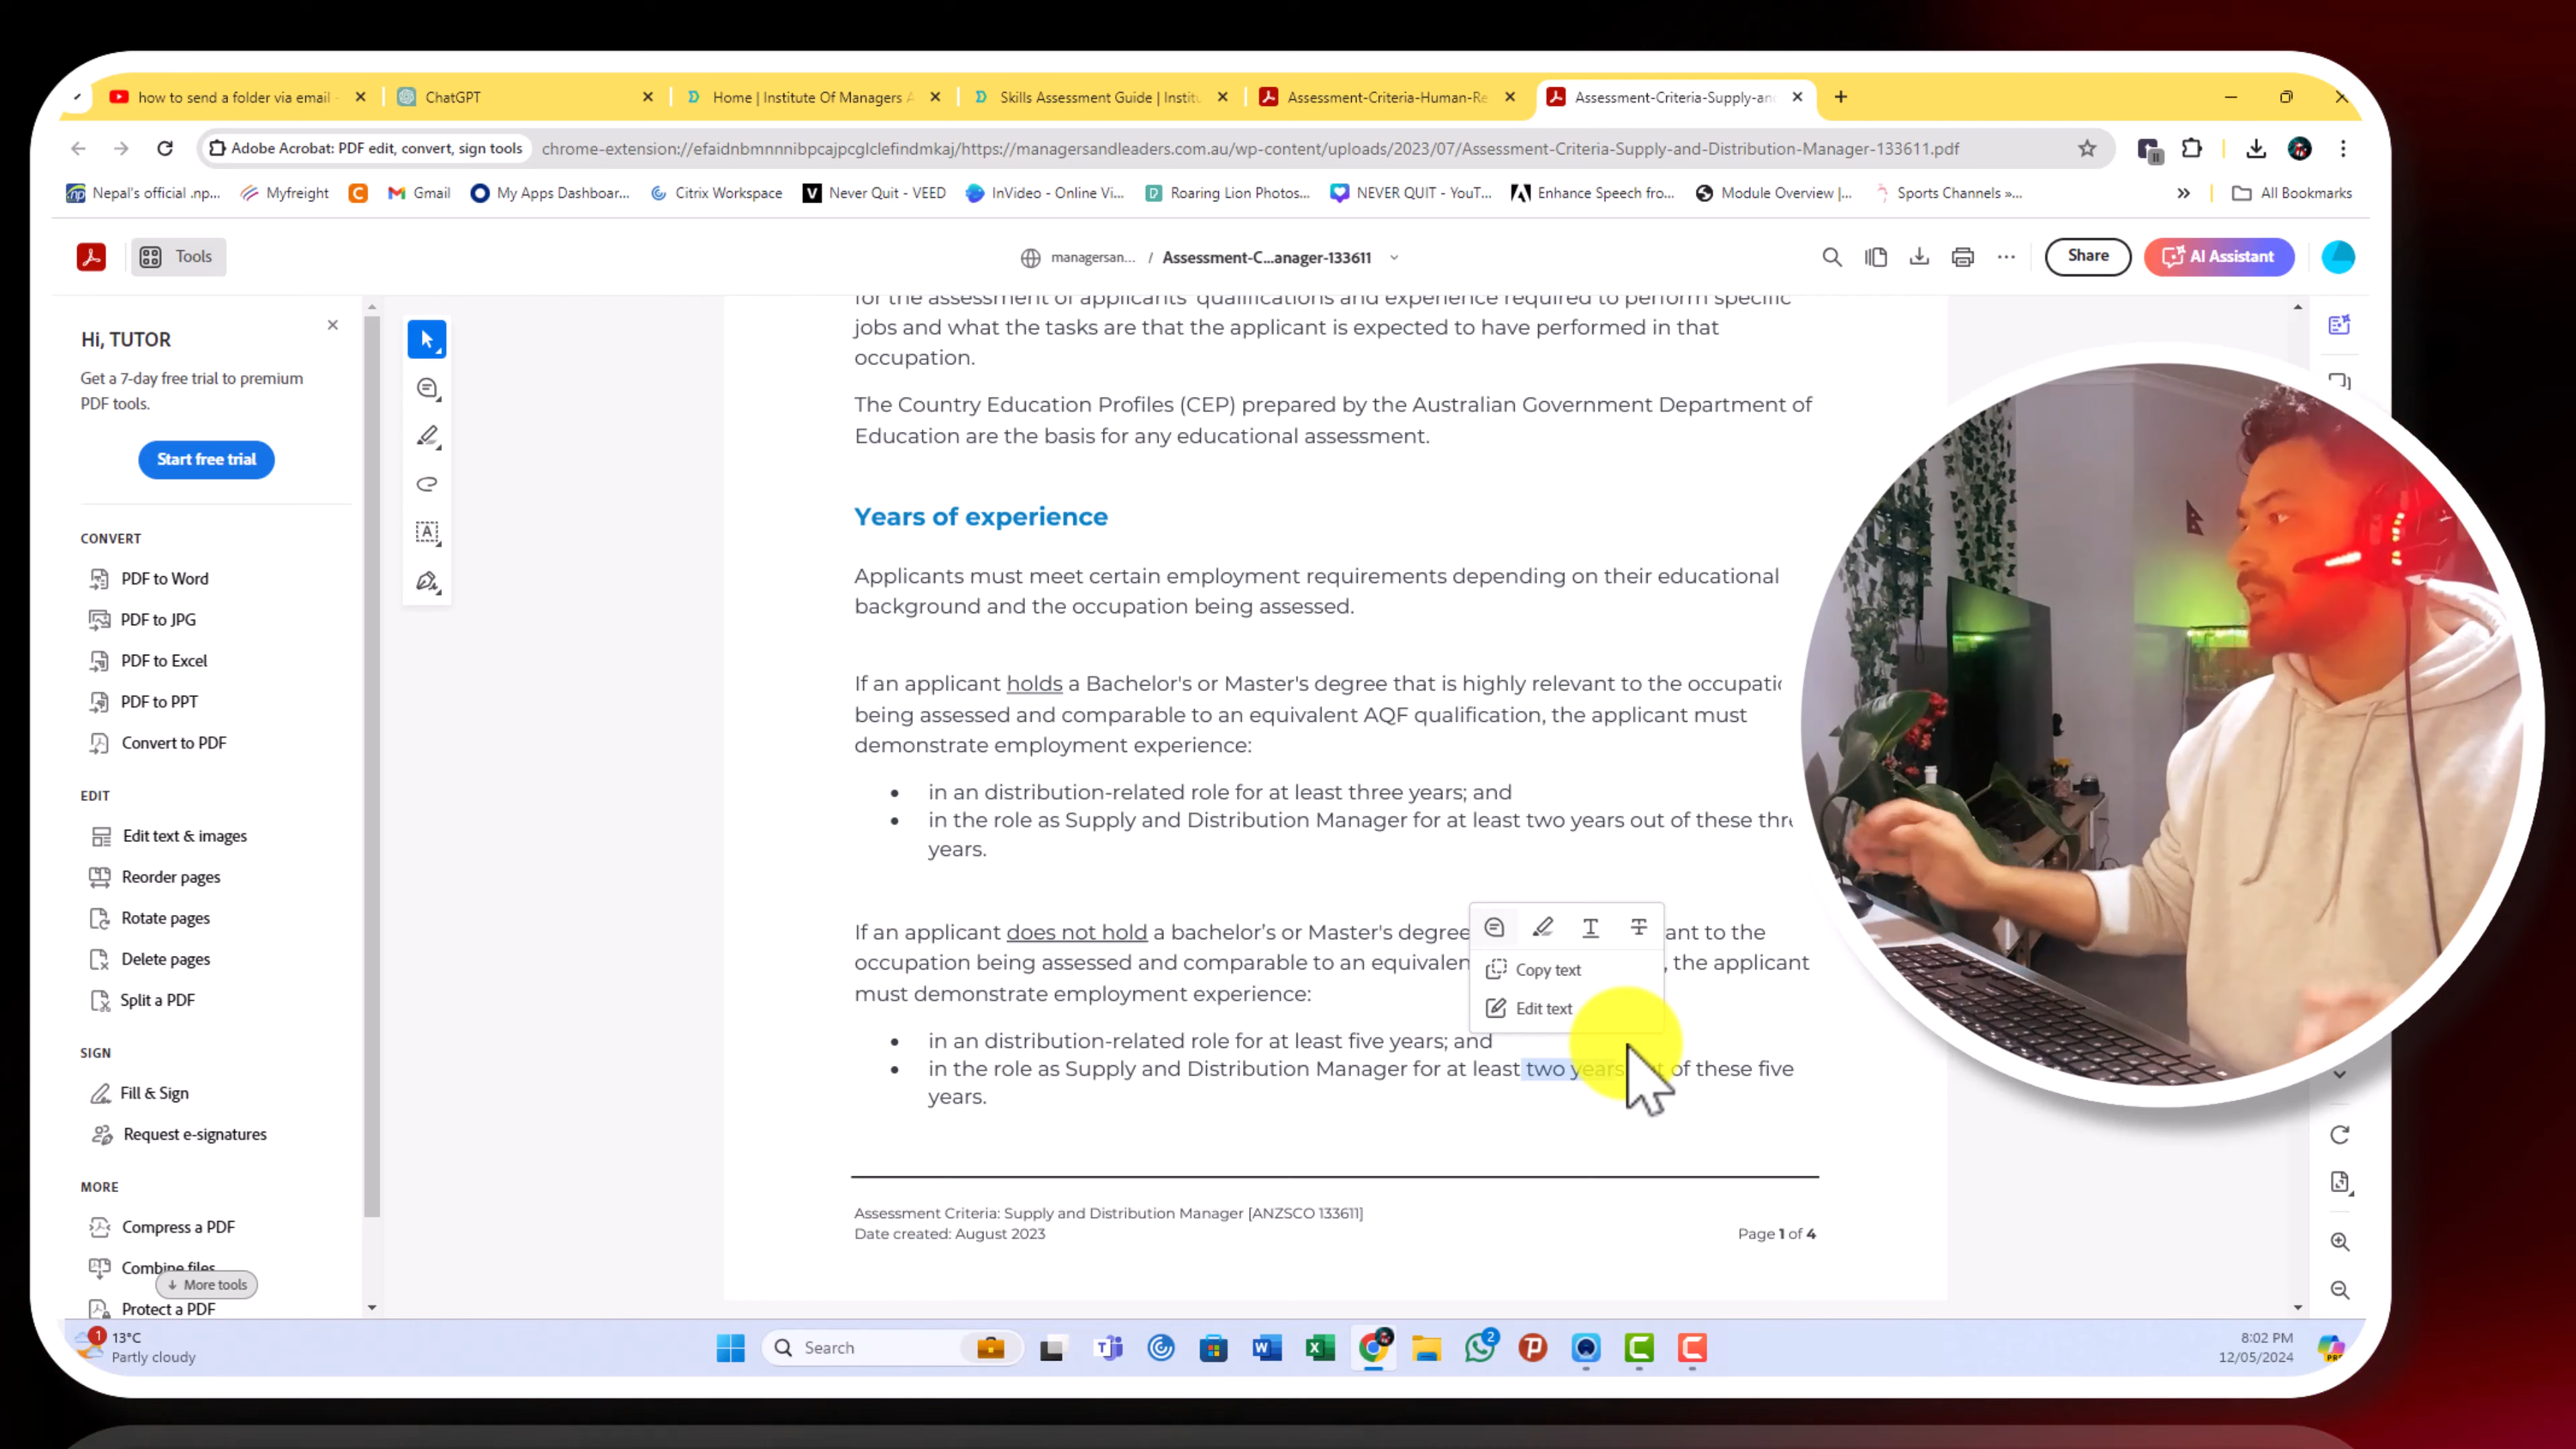 how to send a folder via email -
ChatGPT
Home | Institute Of Managers A
Skills Assessment Guide | Instit
Assessment-Criteria-Human-Re
Assessment-Criteria-Supply-an
Adobe Acrobat: PDF edit, convert, sign tools
chrome-extension://efaidnbmnnnibpcajpcglclefindmkaj/https://managersandleaders.com.au/wp-content/uploads/2023/07/Assessment-Criteria-Supply-and-Distribution-Manager-133611.pdf
Nepal's official .np...
Myfreight
Gmail
My Apps Dashboar...
Citrix Workspace
Never Quit - VEED
InVideo - Online Vi...
Roaring Lion Photos...
NEVER QUIT - YouT...
Enhance Speech fro...
Module Overview |...
Sports Channels »...
All Bookmarks
Tools
managersan... / Assessment-C...anager-133611
Share
AI Assistant
Hi, TUTOR
Get a 7-day free trial to premium
PDF tools.
Start free trial
CONVERT
PDF to Word
PDF to JPG
PDF to Excel
PDF to PPT
Convert to PDF
EDIT
Edit text & images
Reorder pages
Rotate pages
Delete pages
Split a PDF
SIGN
Fill & Sign
Request e-signatures
MORE
Compress a PDF
Combine files
More tools
Protect a PDF
for the assessment of applicants' qualifications and experience required to perform specific
jobs and what the tasks are that the applicant is expected to have performed in that
occupation.
The Country Education Profiles (CEP) prepared by the Australian Government Department of
Education are the basis for any educational assessment.
Years of experience
Applicants must meet certain employment requirements depending on their educational
background and the occupation being assessed.
If an applicant holds a Bachelor's or Master's degree that is highly relevant to the occupatic
being assessed and comparable to an equivalent AQF qualification, the applicant must
demonstrate employment experience:
• in an distribution-related role for at least three years; and
• in the role as Supply and Distribution Manager for at least two years out of these thr
years.
If an applicant does not hold a bachelor's or Master's degree ant to the
occupation being assessed and comparable to an equivalen , the applicant
must demonstrate employment experience:
Copy text
Edit text
• in an distribution-related role for at least five years; and
• in the role as Supply and Distribution Manager for at least two years t of these five
years.
Assessment Criteria: Supply and Distribution Manager [ANZSCO 133611]
Date created: August 2023
Page 1 of 4
1
13°C
Partly cloudy
Search
2
8:02 PM
12/05/2024